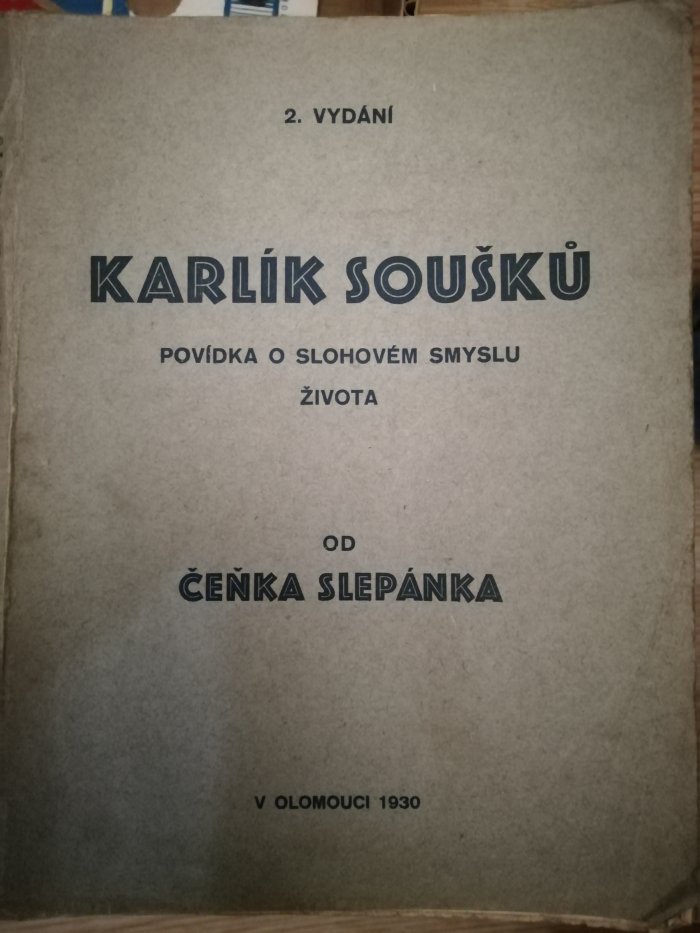 2. VYDÁNÍ
KARLÍK SOUŠKŮ
POVÍDKA O SLOHOVÉM SMYSLU
ŽIVOTA
OD
ČEŇKA SLEPÁNKA
V OLOMOUCI 1930